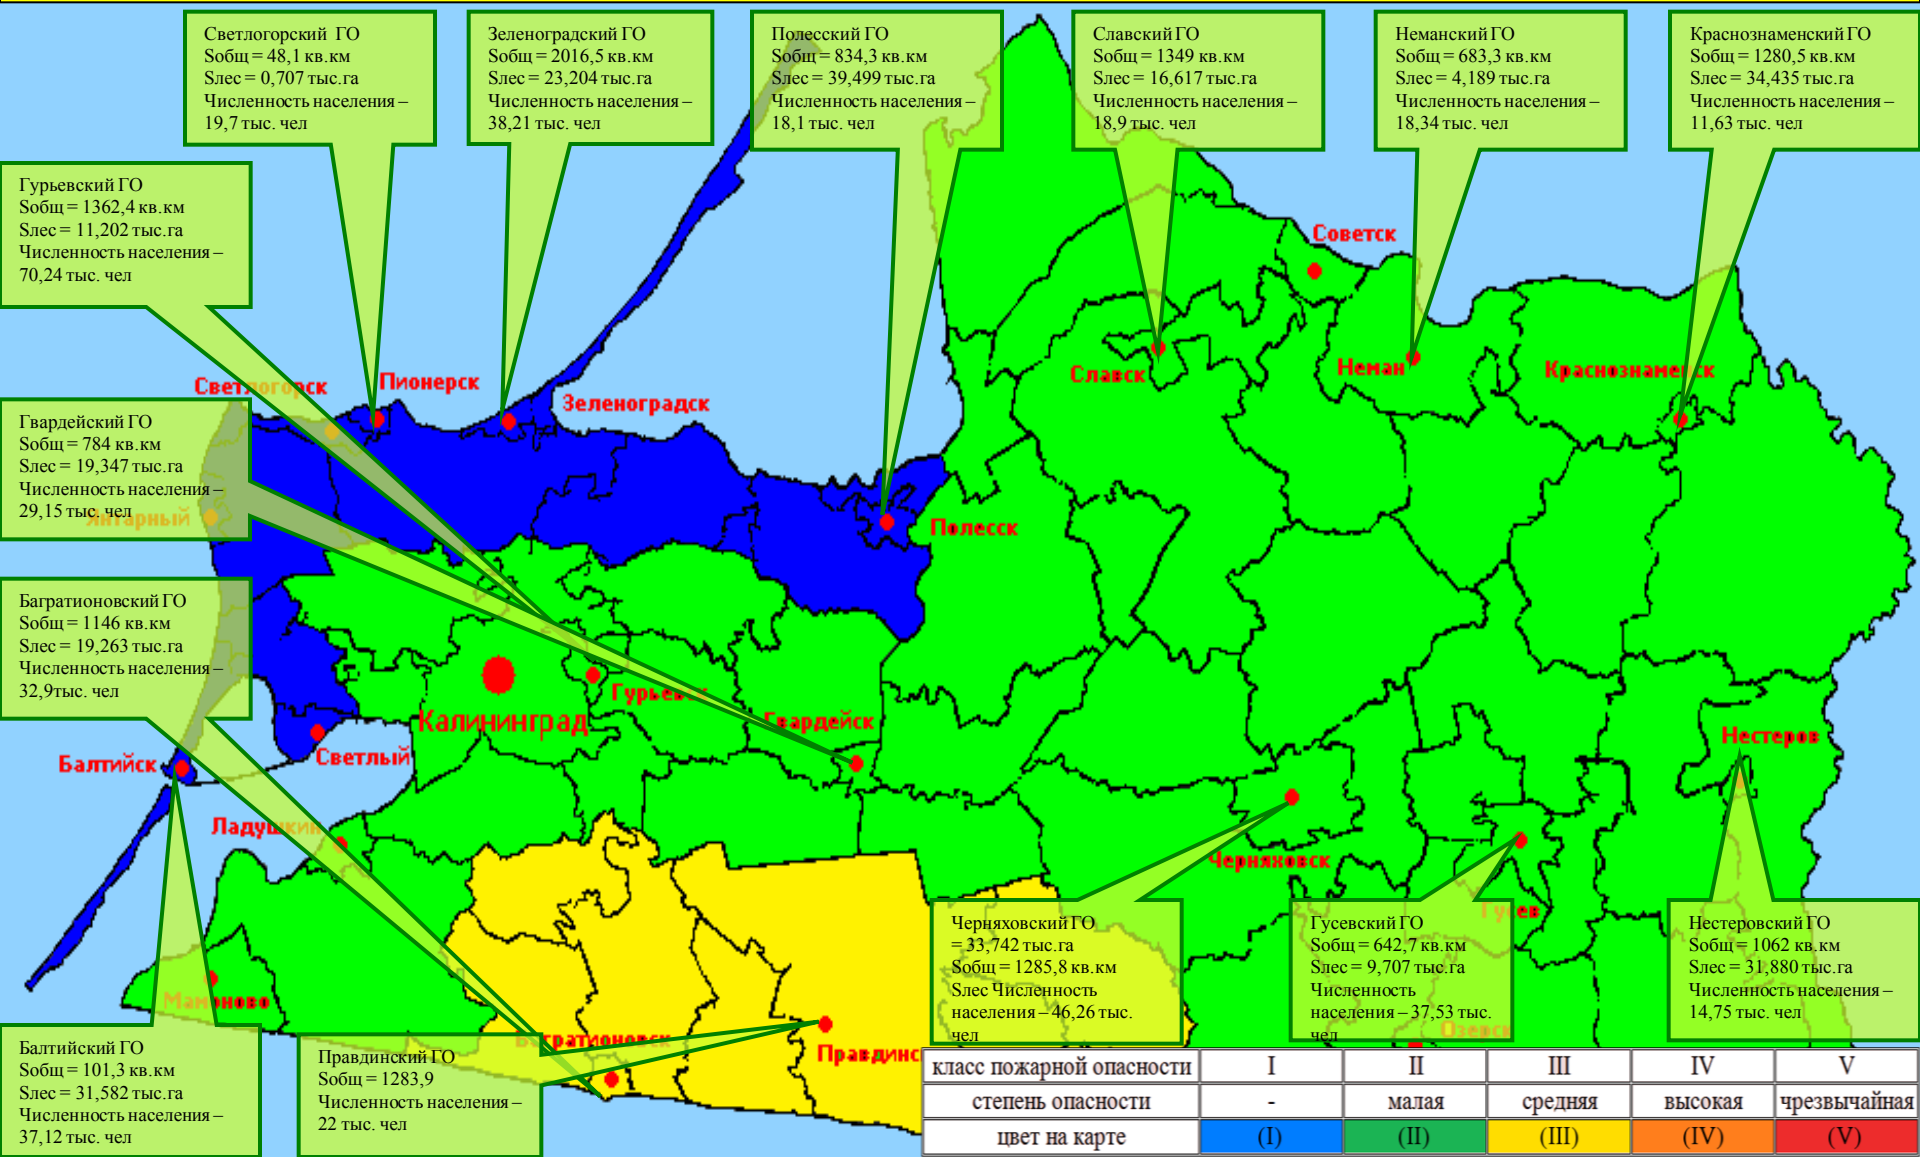 Светлогорский ГО
Sобщ = 48,1 кв.км
Sлес = 0,707 тыс.га
Численность населения –
19,7 тыс. чел
Зеленоградский ГО
Sобщ = 2016,5 кв.км
Sлес = 23,204 тыс.га
Численность населения –
38,21 тыс. чел
Полесский ГО
Sобщ = 834,3 кв.км
Sлес = 39,499 тыс.га
Численность населения –
18,1 тыс. чел
Славский ГО
Sобщ = 1349 кв.км
Sлес = 16,617 тыс.га
Численность населения –
18,9 тыс. чел
Неманский ГО
Sобщ = 683,3 кв.км
Sлес = 4,189 тыс.га
Численность населения –
18,34 тыс. чел
Краснознаменский ГО
Sобщ = 1280,5 кв.км
Sлес = 34,435 тыс.га
Численность населения –
11,63 тыс. чел
Гурьевский ГО
Sобщ = 1362,4 кв.км
Sлес = 11,202 тыс.га
Численность населения –
70,24 тыс. чел
Советск
Светлогорск
Пионерск
Зеленоградск
Славск
Неман
Краснознаменск
Гвардейский ГО
Sобщ = 784 кв.км
Sлес = 19,347 тыс.га
Численность населения –
29,15 тыс. чел
Янтарный
Полесск
Багратионовский ГО
Sобщ = 1146 кв.км
Sлес = 19,263 тыс.га
Численность населения –
32,9тыс. чел
Гурьевск
Калининград
Гвардейск
Нестеров
Балтийск
Светлый
Ладушкин
Черняховск
Гусев
Мамоново
Багратионовск
Правдинс
Озерск
Черняховский ГО
= 33,742 тыс.га
Sобщ = 1285,8 кв.км
Sлес Численность
населения – 46,26 тыс.
чел
Гусевский ГО
Sобщ = 642,7 кв.км
Sлес = 9,707 тыс.га
Численность
населения – 37,53 тыс.
чел
Нестеровский ГО
Sобщ = 1062 кв.км
Sлес = 31,880 тыс.га
Численность населения –
14,75 тыс. чел
Балтийский ГО
Sобщ = 101,3 кв.км
Sлес = 31,582 тыс.га
Численность населения –
37,12 тыс. чел
Правдинский ГО
Sобщ = 1283,9
Численность населения –
22 тыс. чел
класс пожарной опасности I II III IV V
степень опасности - малая средняя высокая чрезвычайная
цвет на карте (I) (II) (III) (IV) (V)